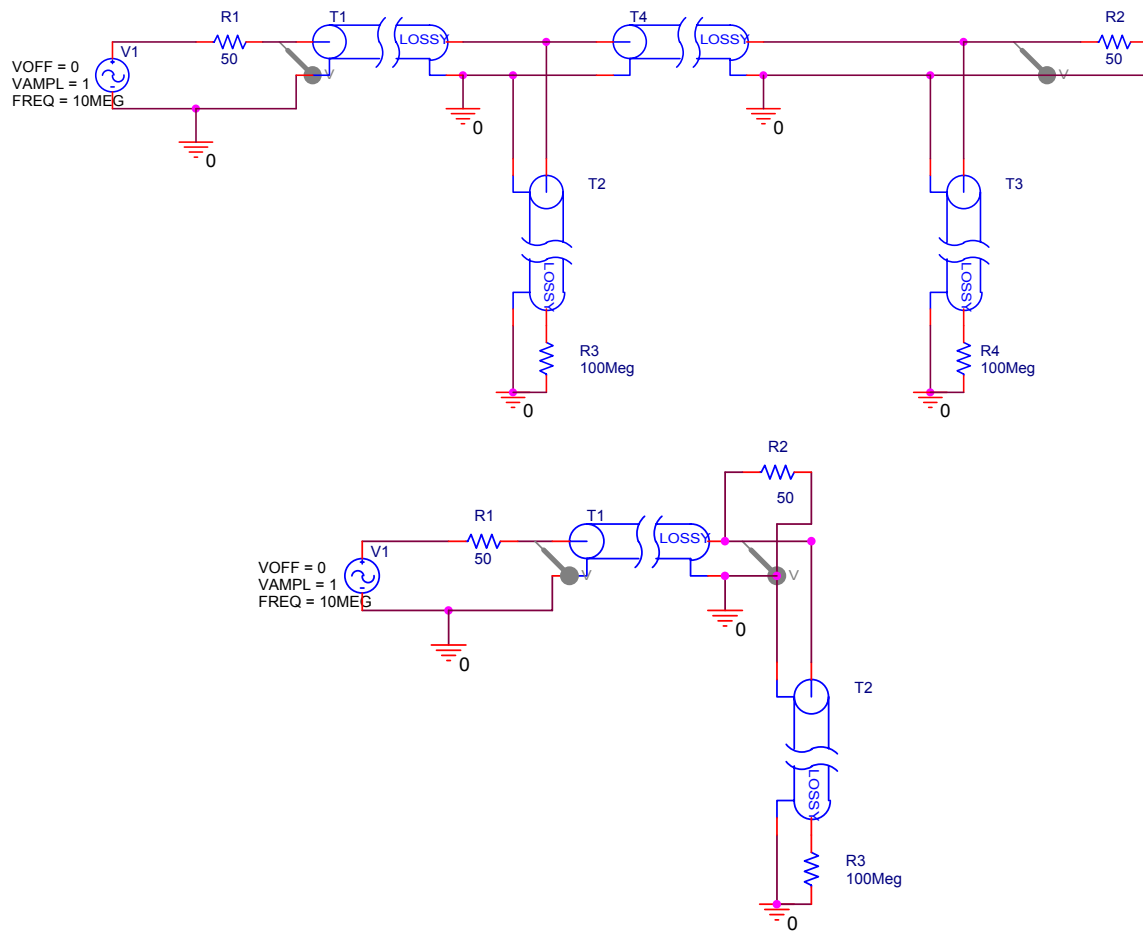 R1
T1
T4
R2
LOSSY
LOSSY
V1
50
50
VOFF = 0
VAMPL = 1
FREQ = 10MEG
V
V
0
0
0
T2
T3
LOSSY
LOSSY
R3
100Meg
R4
100Meg
0
0
R2
50
R1
T1
LOSSY
V1
50
VOFF = 0
VAMPL = 1
FREQ = 10MEG
V
V
0
0
T2
LOSSY
R3
100Meg
0